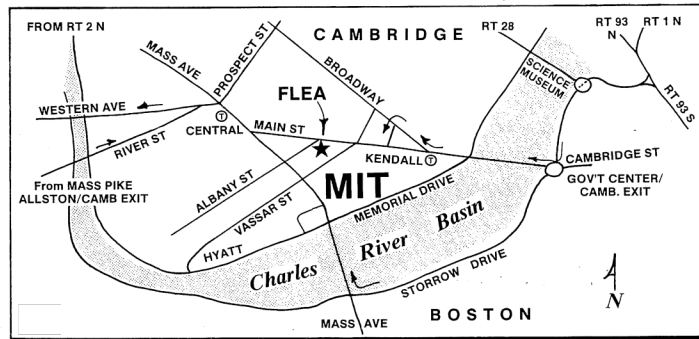 FROM RT 2 N
CAMBRIDGE
RT 28
RT 93
N
RT 1 N
MASS AVE
PROSPECT ST
BROADWAY
SCIENCE
MUSEUM
RT 93 S
FLEA
WESTERN AVE
T
CENTRAL
MAIN ST
RIVER ST
KENDALL T
CAMBRIDGE ST
GOV'T CENTER/
CAMB. EXIT
From MASS PIKE
ALLSTON/CAMB EXIT
ALBANY ST
MIT
VASSAR ST
MEMORIAL DRIVE
HYATT
Charles River Basin
STORROW DRIVE
N
MASS AVE
BOSTON